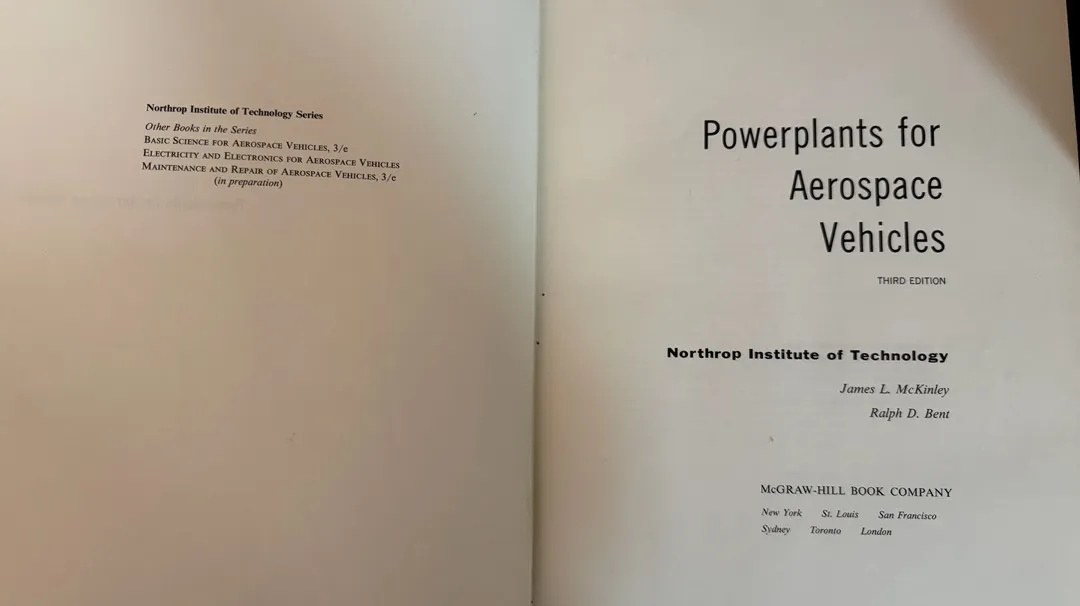 Northrop Institute of Technology Series
Other Books in the Series
BASIC SCIENCE FOR AEROSPACE VEHICLES, 3/e
ELECTRICITY AND ELECTRONICS FOR AEROSPACE VEHICLES
MAINTENANCE AND REPAIR OF AEROSPACE VEHICLES, 3/e
(in preparation)
Powerplants for
Aerospace
Vehicles
THIRD EDITION
Northrop Institute of Technology
James L. McKinley
Ralph D. Bent
McGRAW-HILL BOOK COMPANY
New York St. Louis San Francisco
Sydney Toronto London